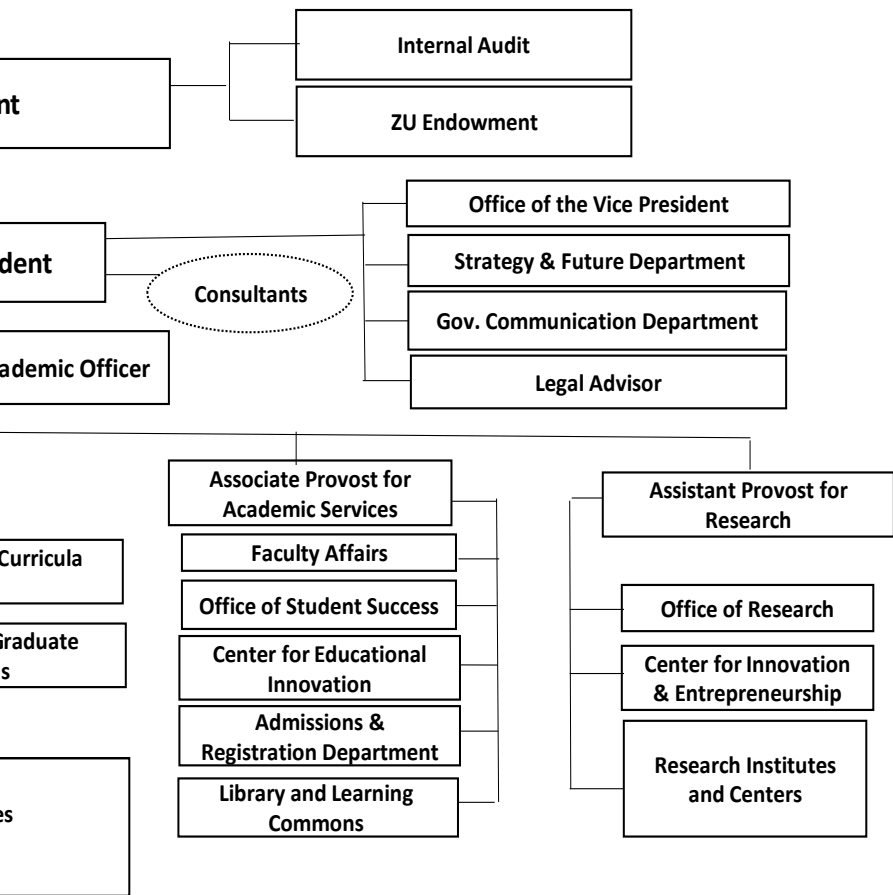 Internal Audit
nt
ZU Endowment
Office of the Vice President
dent
Strategy & Future Department
Consultants
Gov. Communication Department
ademic Officer
Legal Advisor
Associate Provost for
Academic Services
Assistant Provost for
Research
Curricula
Faculty Affairs
Office of Student Success
Office of Research
Graduate
s
Center for Educational
Innovation
Center for Innovation
& Entrepreneurship
Admissions &
Registration Department
Research Institutes
and Centers
es
Library and Learning
Commons